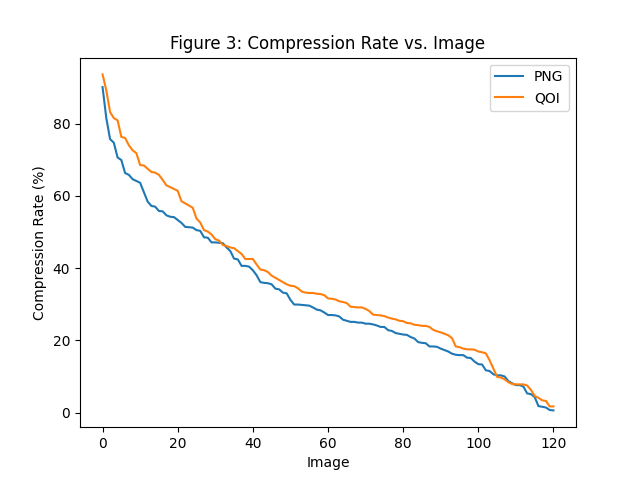 Figure 3: Compression Rate vs. Image
PNG
QOI
Compression Rate (%)
80
60
40
20
0
0 20 40 60 80 100 120
Image